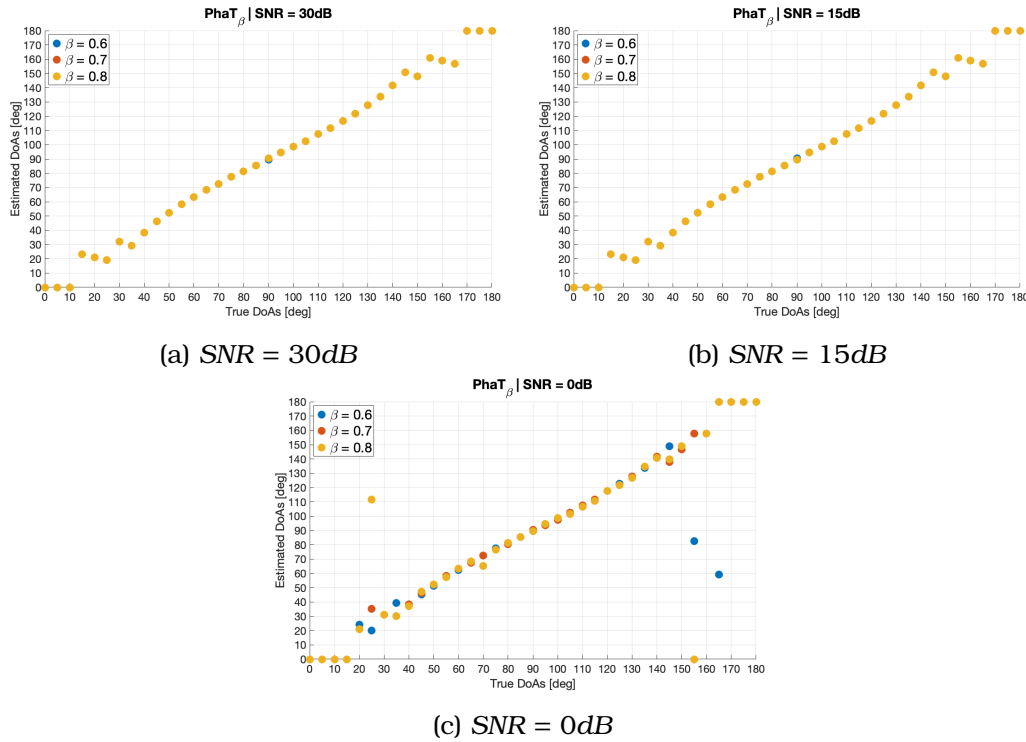 PhaT_β | SNR = 30dB
β = 0.6
β = 0.7
β = 0.8
Estimated DoAs [deg]
180
170
160
150
140
130
120
110
100
90
80
70
60
50
40
30
20
10
0
0 10 20 30 40 50 60 70 80 90 100 110 120 130 140 150 160 170 180
True DoAs [deg]
(a) SNR = 30dB
PhaT_β | SNR = 15dB
β = 0.6
β = 0.7
β = 0.8
Estimated DoAs [deg]
180
170
160
150
140
130
120
110
100
90
80
70
60
50
40
30
20
10
0
0 10 20 30 40 50 60 70 80 90 100 110 120 130 140 150 160 170 180
True DoAs [deg]
(b) SNR = 15dB
PhaT_β | SNR = 0dB
β = 0.6
β = 0.7
β = 0.8
Estimated DoAs [deg]
180
170
160
150
140
130
120
110
100
90
80
70
60
50
40
30
20
10
0
0 10 20 30 40 50 60 70 80 90 100 110 120 130 140 150 160 170 180
True DoAs [deg]
(c) SNR = 0dB